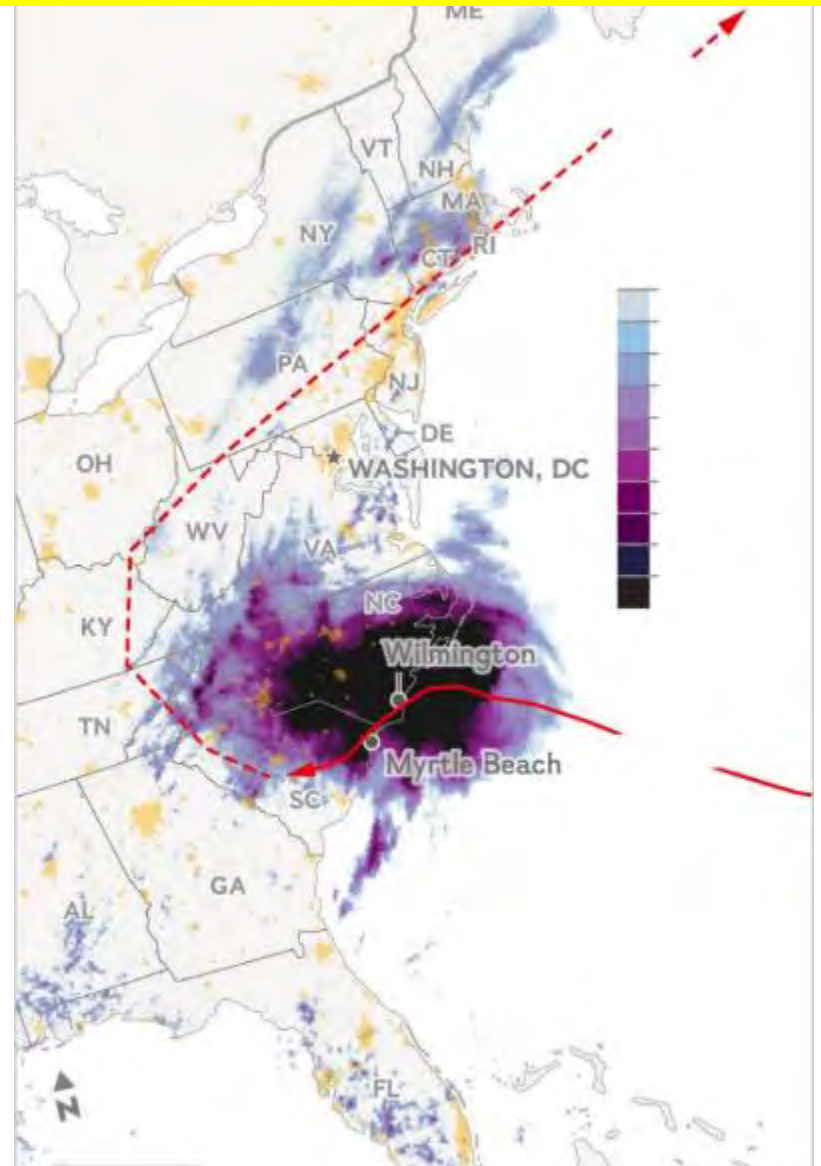 ME
VT
NH
MA
NY
CT
RI
PA
NJ
DE
OH
WASHINGTON, DC
WV
VA
NC
KY
Wilmington
TN
Myrtle Beach
SC
GA
AL
FL
N